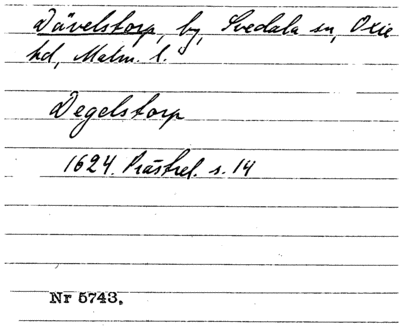 Dävelstorp, by, Svedala sn, Oxie
hd, Malm. l.
Degelstorp
1624. Prästrel. s. 14
Nr 5743.